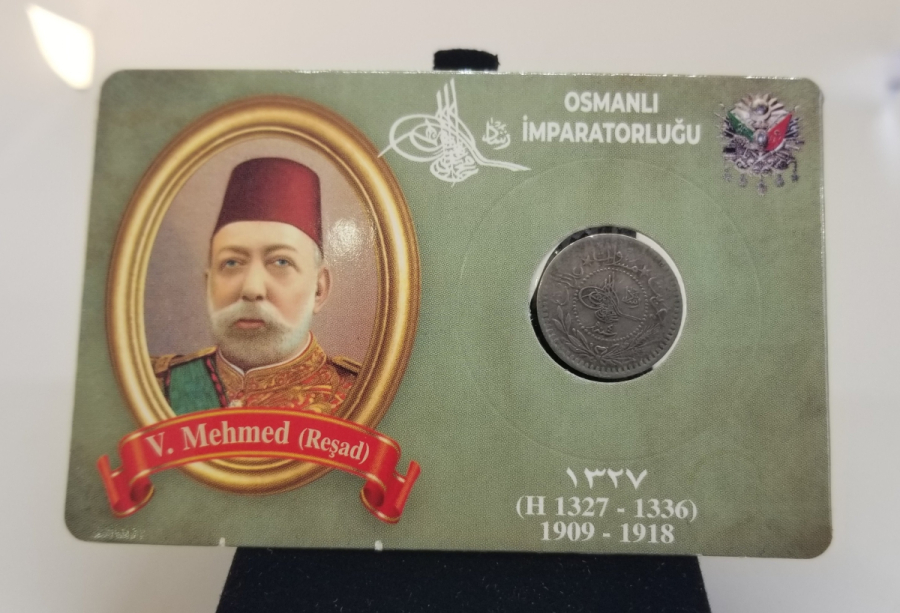 OSMANLI
İMPARATORLUĞU
V. Mehmed (Reşad)
١٣٢٧
(H 1327 - 1336)
1909 - 1918